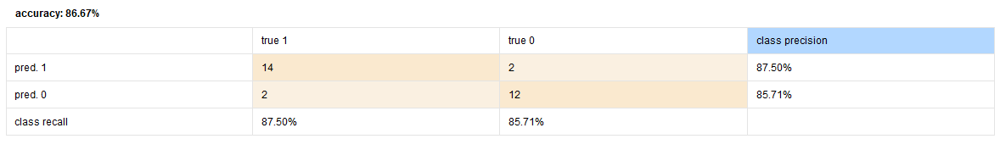 accuracy: 86.67%
true 1 true 0 class precision
pred. 1 14 2 87.50%
pred. 0 2 12 85.71%
class recall 87.50% 85.71%